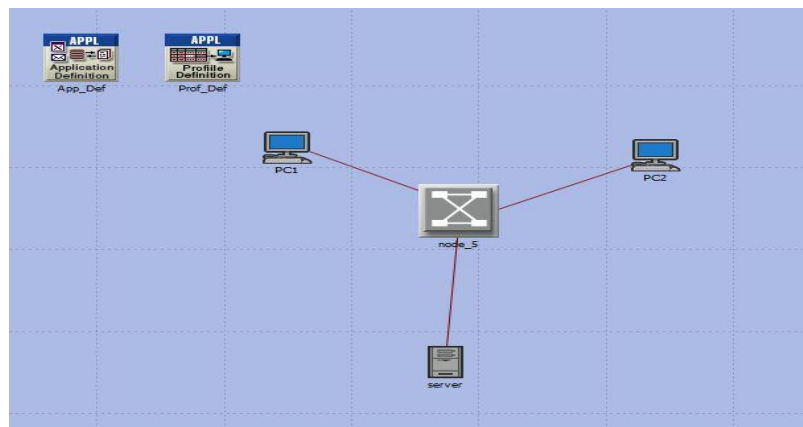 APPL
Application
Definition
App_Def
APPL
Profile
Definition
Prof_Def
PC1
PC2
node_5
server